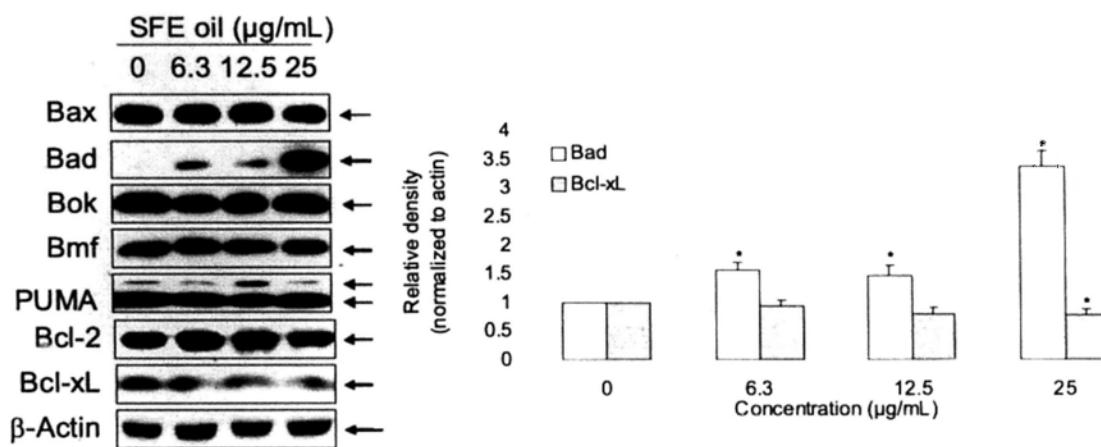 SFE oil (µg/mL)
0 6.3 12.5 25
Bax
Bad
Bok
Bmf
PUMA
Bcl-2
Bcl-xL
β-Actin
Relative density
(normalized to actin)
4
3.5
3
2.5
2
1.5
1
0.5
0
Bad
Bcl-xL
* * * *
0 6.3 12.5 25
Concentration (µg/mL)